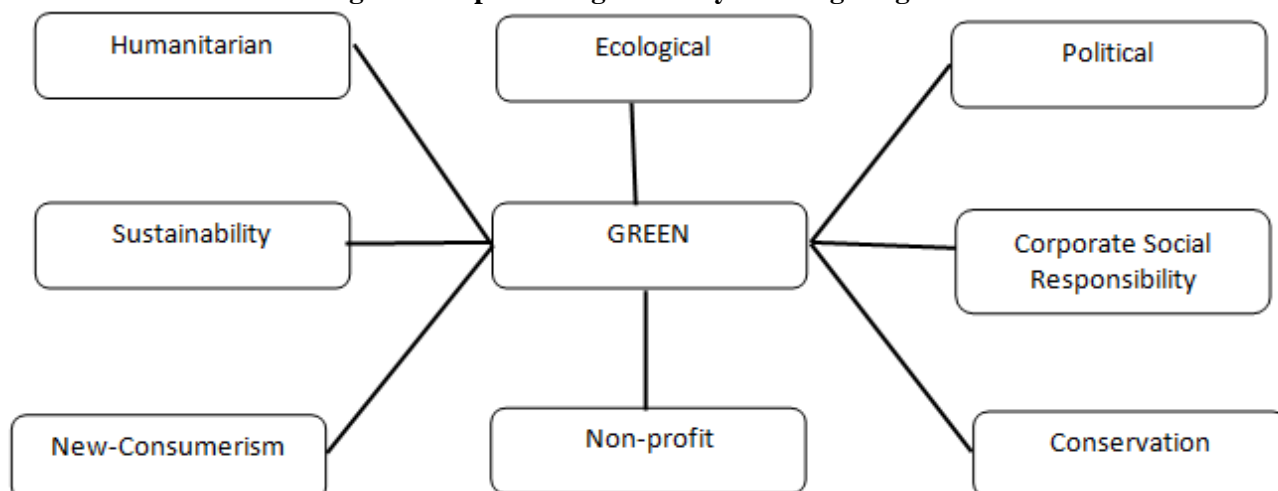 Humanitarian
Ecological
Political
Sustainability
GREEN
Corporate Social
Responsibility
New-Consumerism
Non-profit
Conservation